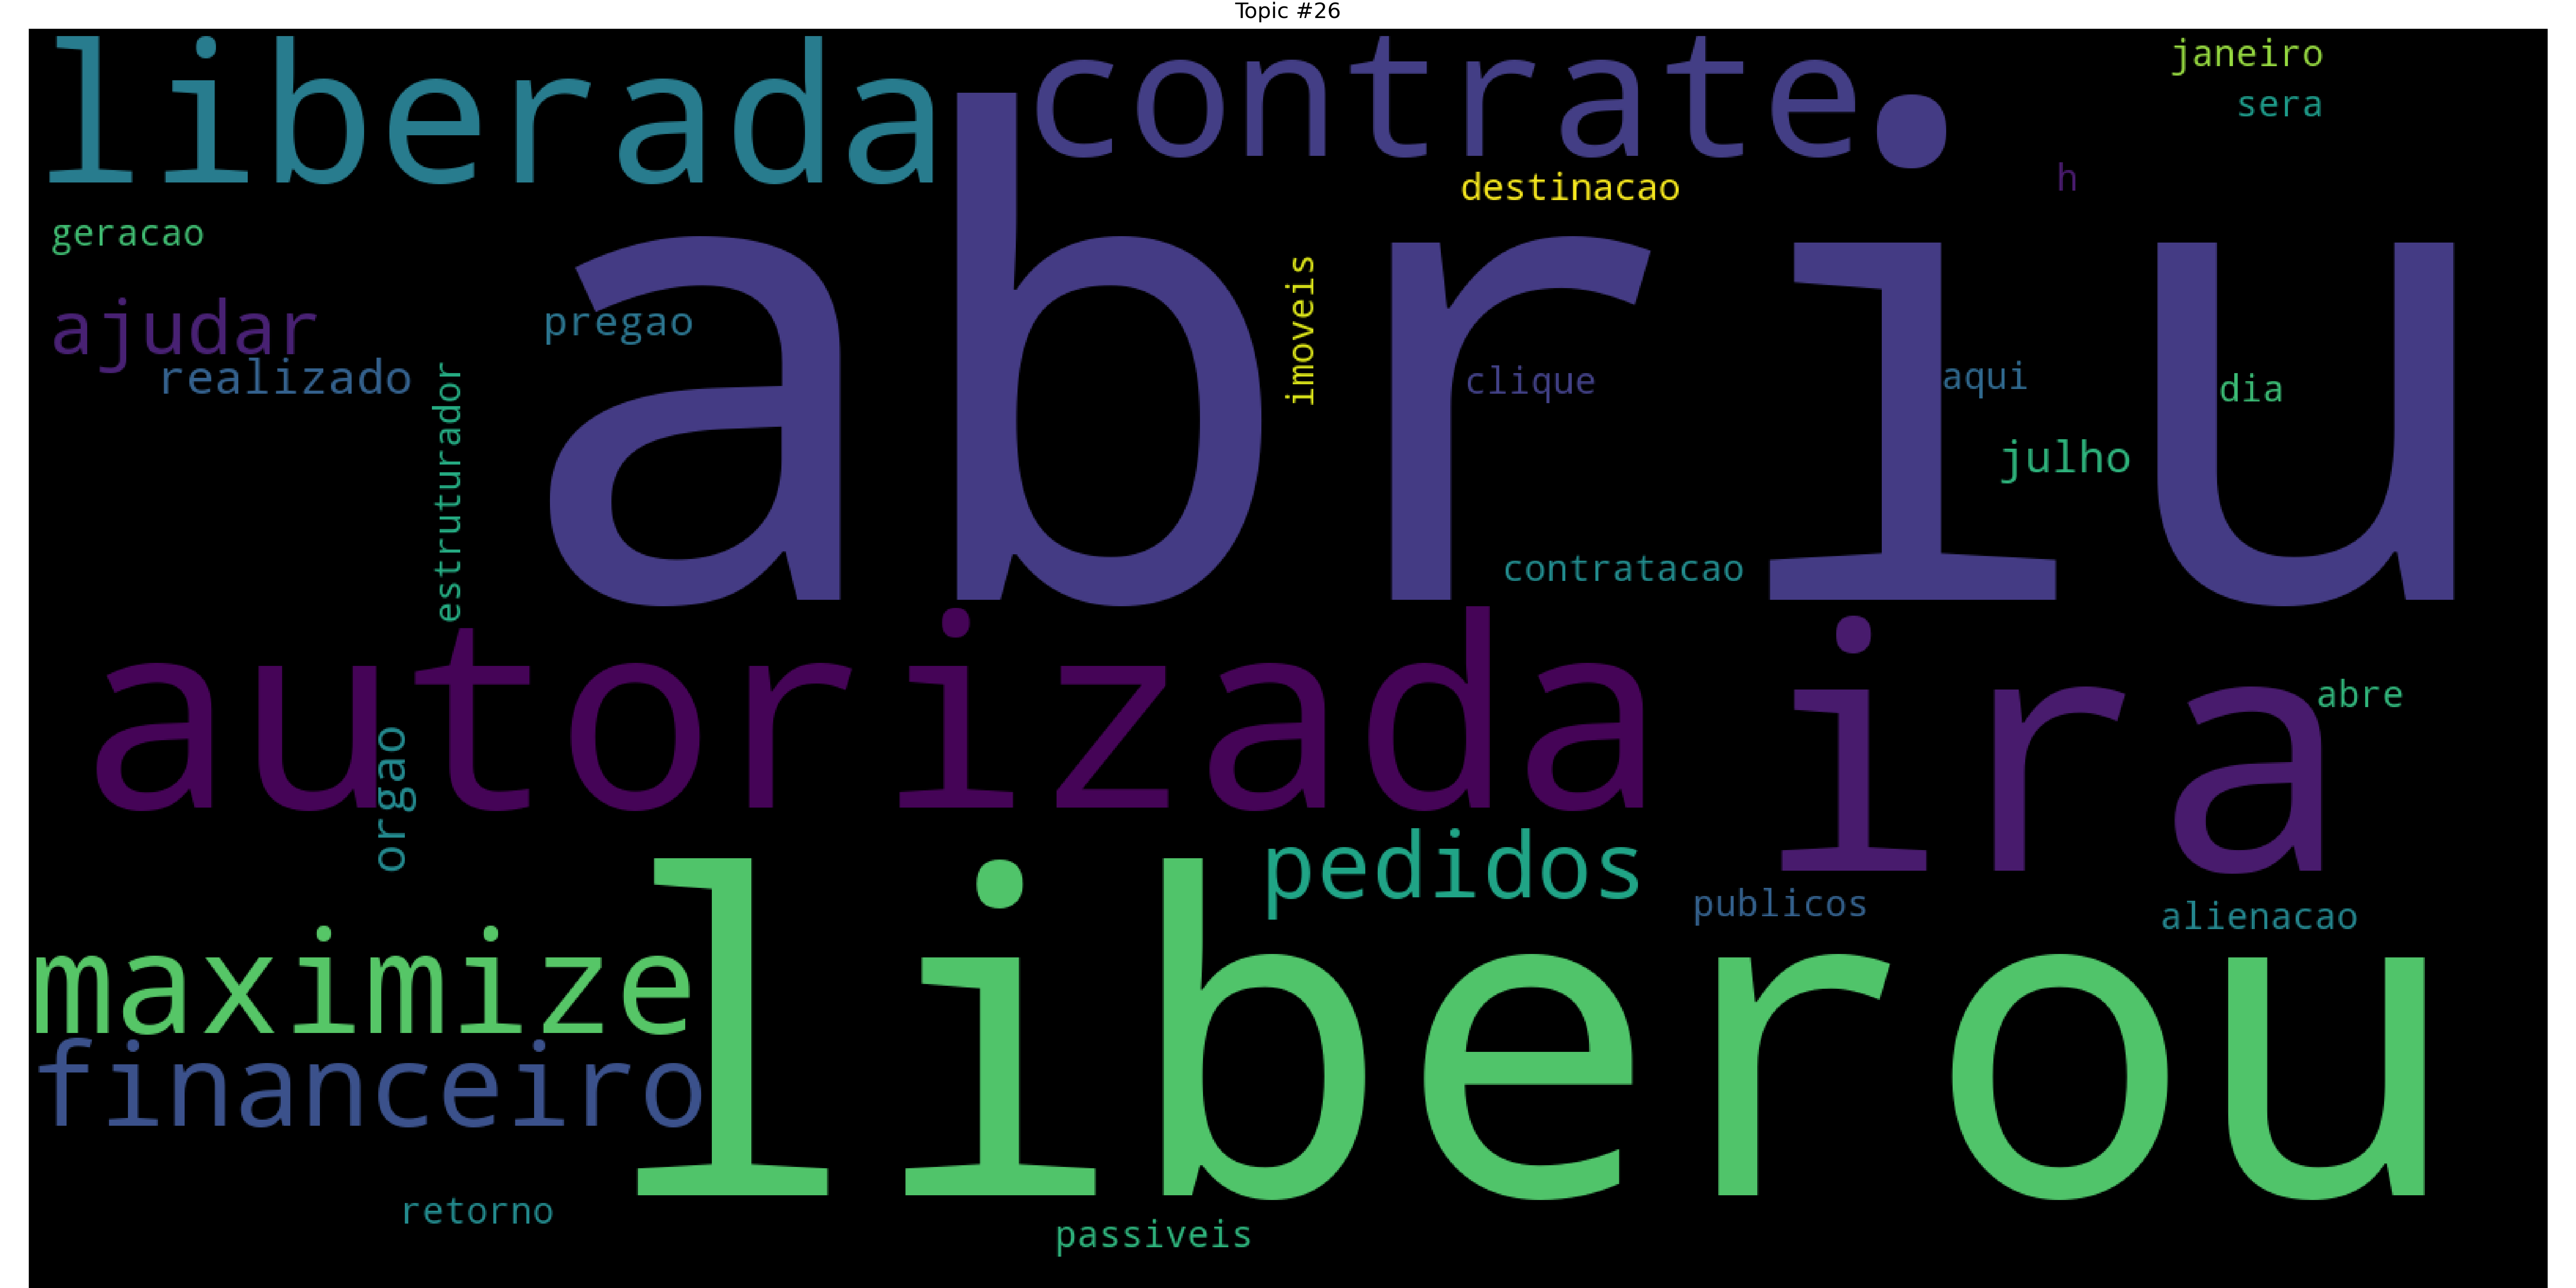 Topic #26
liberada
contrate
janeiro
sera
destinacao
h
geracao
abriu
ajudar
pregao
imoveis
realizado
clique
aqui
dia
estruturador
julho
contratacao
autorizada
ira
abre
orgao
pedidos
publicos
alienacao
liberou
maximize
financeiro
retorno
passiveis